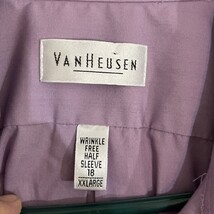 VANHEUSEN
WRINKLE
FREE
HALF
SLEEVE
18
XXLARGE